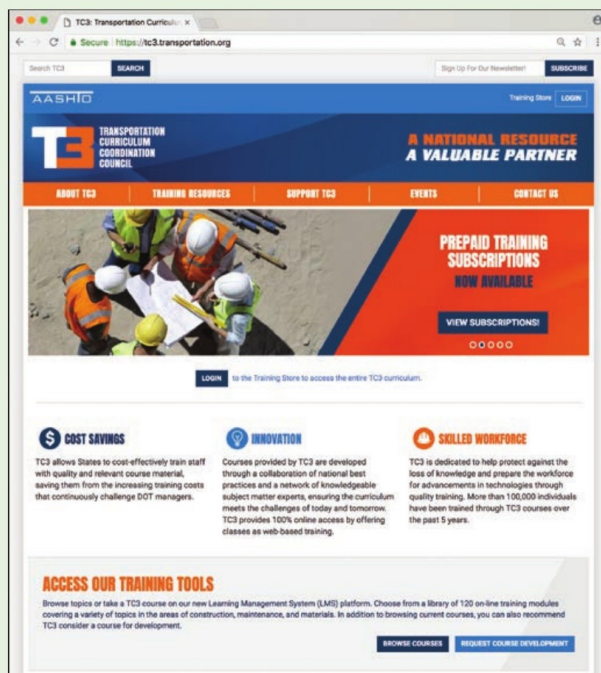 TC3: Transportation Curriculum
Secure https://tc3.transportation.org
Search TC3 SEARCH Sign Up For Our Newsletter! SUBSCRIBE
AASHTO Training Store LOGIN
TC3 TRANSPORTATION
CURRICULUM
COORDINATION
COUNCIL
A NATIONAL RESOURCE
A VALUABLE PARTNER
ABOUT TC3 TRAINING RESOURCES SUPPORT TC3 EVENTS CONTACT US
PREPAID TRAINING
SUBSCRIPTIONS
NOW AVAILABLE
VIEW SUBSCRIPTIONS!
LOGIN to the Training Store to access the entire TC3 curriculum.
COST SAVINGS
TC3 allows States to cost-effectively train staff
with quality and relevant course material,
saving them from the increasing training costs
that continuously challenge DOT managers.
INNOVATION
Courses provided by TC3 are developed
through a collaboration of national best
practices and a network of knowledgeable
subject matter experts, ensuring the curriculum
meets the challenges of today and tomorrow.
TC3 provides 100% online access by offering
classes as web-based training.
SKILLED WORKFORCE
TC3 is dedicated to help protect against the
loss of knowledge and prepare the workforce
for advancements in technologies through
quality training. More than 100,000 individuals
have been trained through TC3 courses over
the past 5 years.
ACCESS OUR TRAINING TOOLS
Browse topics or take a TC3 course on our new Learning Management System (LMS) platform. Choose from a library of 120 on-line training modules
covering a variety of topics in the areas of construction, maintenance, and materials. In addition to browsing current courses, you can also recommend
TC3 consider a course for development.
BROWSE COURSES REQUEST COURSE DEVELOPMENT